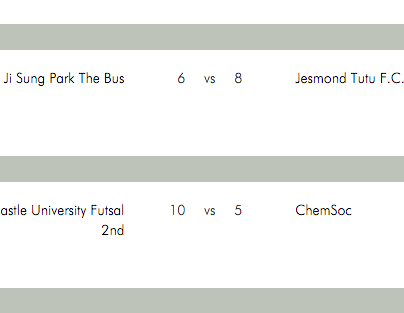 Ji Sung Park The Bus 6 vs 8 Jesmond Tutu F.C.
astle University Futsal 10 vs 5 ChemSoc
2nd